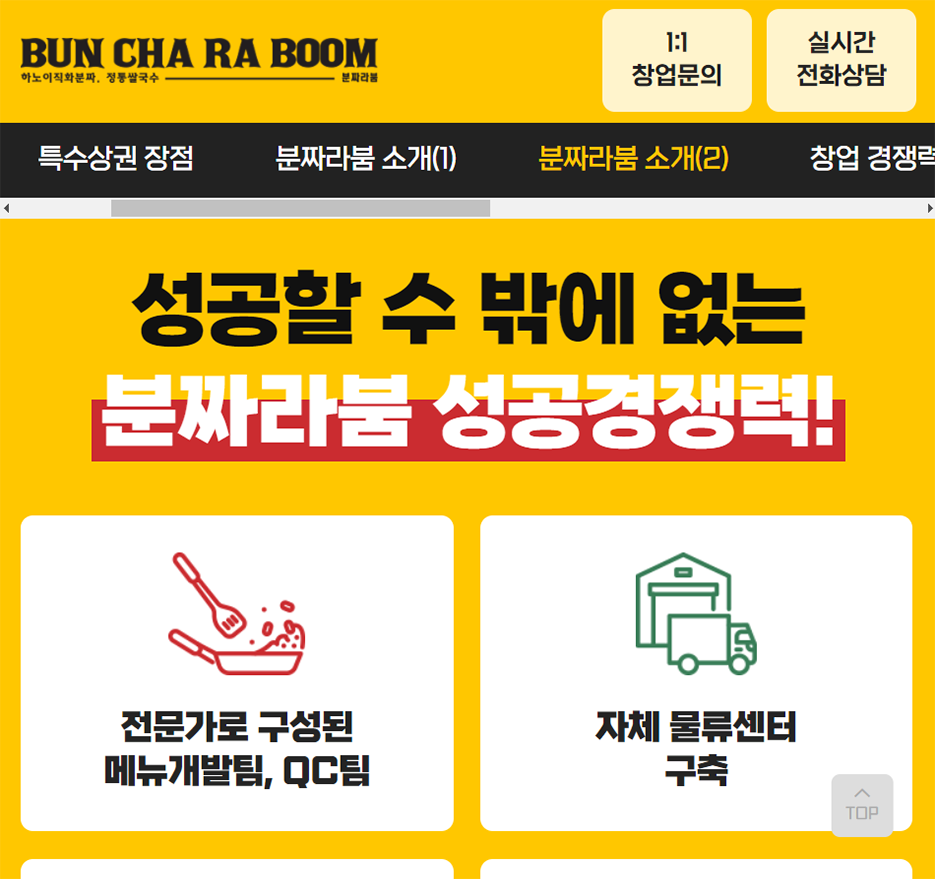 BUN CHA RA BOOM
하노이직화분짜, 정통쌀국수 분짜라붐
1:1
창업문의
실시간
전화상담
특수상권 장점 분짜라붐 소개(1) 분짜라붐 소개(2) 창업 경쟁력
성공할 수 밖에 없는
분짜라붐 성공경쟁력!
전문가로 구성된
메뉴개발팀, QC팀
자체 물류센터
구축
TOP